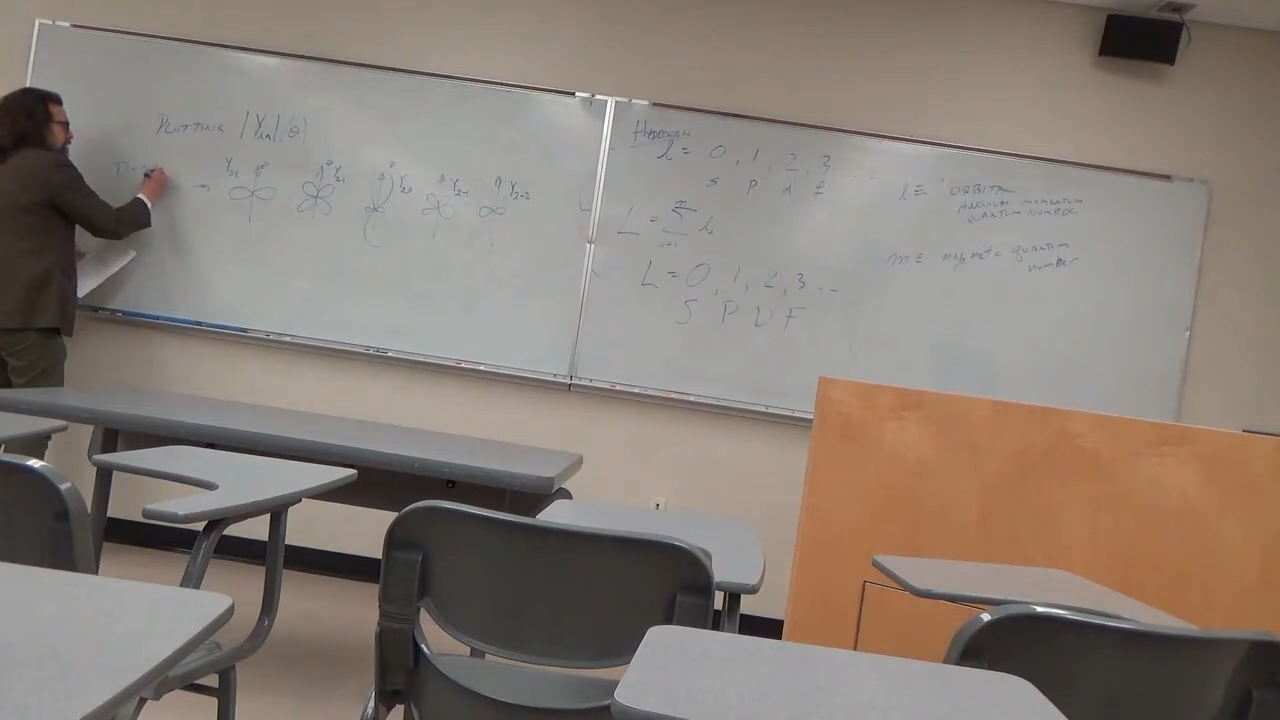 PLOTTING |Yₗₘ|, θ)
Y₂₂ z z Y₂₁ z Y₂₀ Y₂₋₁ Y₂₋₂
Hydrogen
l = 0, 1, 2, 3 ...
s p d f
L = Σ lᵢ
i=1
L = 0, 1, 2, 3 ...
S P D F
l ≡ ORBITAL
ANGULAR MOMENTUM
QUANTUM NUMBER
m ≡ magnetic quantum
number